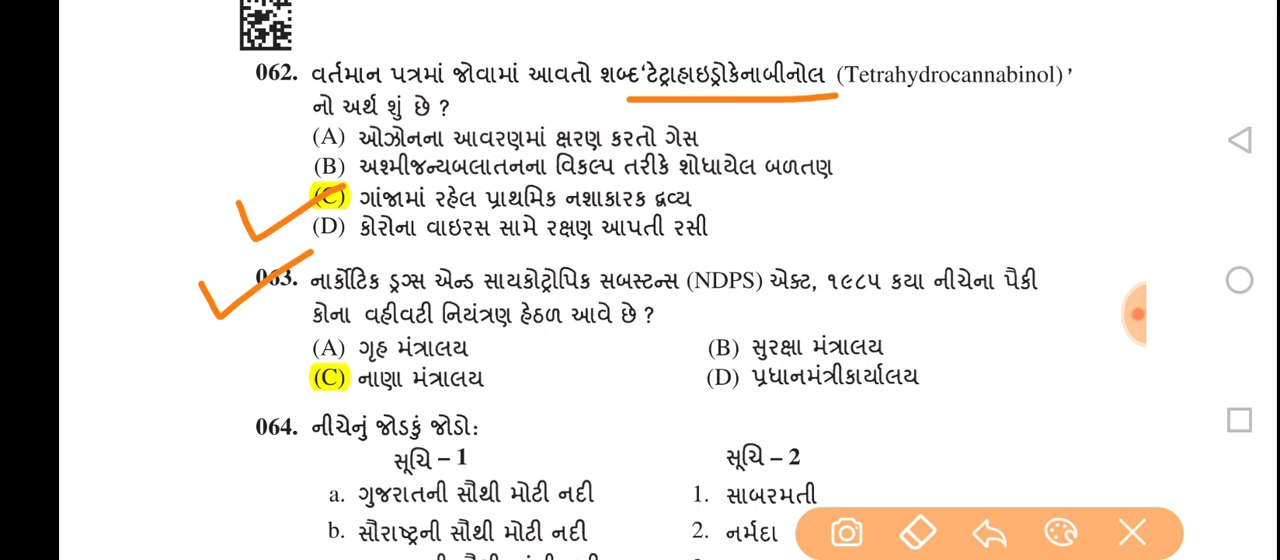 062. વર્તમાન પત્રમાં જોવામાં આવતો શબ્દ‘ટેટ્રાહાઇડ્રોકેનાબીનોલ (Tetrahydrocannabinol)’
નો અર્થ શું છે ?
(A) ઓઝોનના આવરણમાં ક્ષરણ કરતો ગેસ
(B) અશ્મીજન્યબલાતનના વિકલ્પ તરીકે શોધાયેલ બળતણ
(C) ગાંજામાં રહેલ પ્રાથમિક નશાકારક દ્રવ્ય
(D) કોરોના વાઇરસ સામે રક્ષણ આપતી રસી
063. નાર્કોટિક ડ્રગ્સ એન્ડ સાયકોટ્રોપિક સબસ્ટન્સ (NDPS) એક્ટ, ૧૯૮૫ કયા નીચેના પૈકી
કોના વહીવટી નિયંત્રણ હેઠળ આવે છે ?
(A) ગૃહ મંત્રાલય (B) સુરક્ષા મંત્રાલય
(C) નાણા મંત્રાલય (D) પ્રધાનમંત્રીકાર્યાલય
064. નીચેનું જોડકું જોડો:
સૂચિ – 1 સૂચિ – 2
a. ગુજરાતની સૌથી મોટી નદી 1. સાબરમતી
b. સૌરાષ્ટ્રની સૌથી મોટી નદી 2. નર્મદા